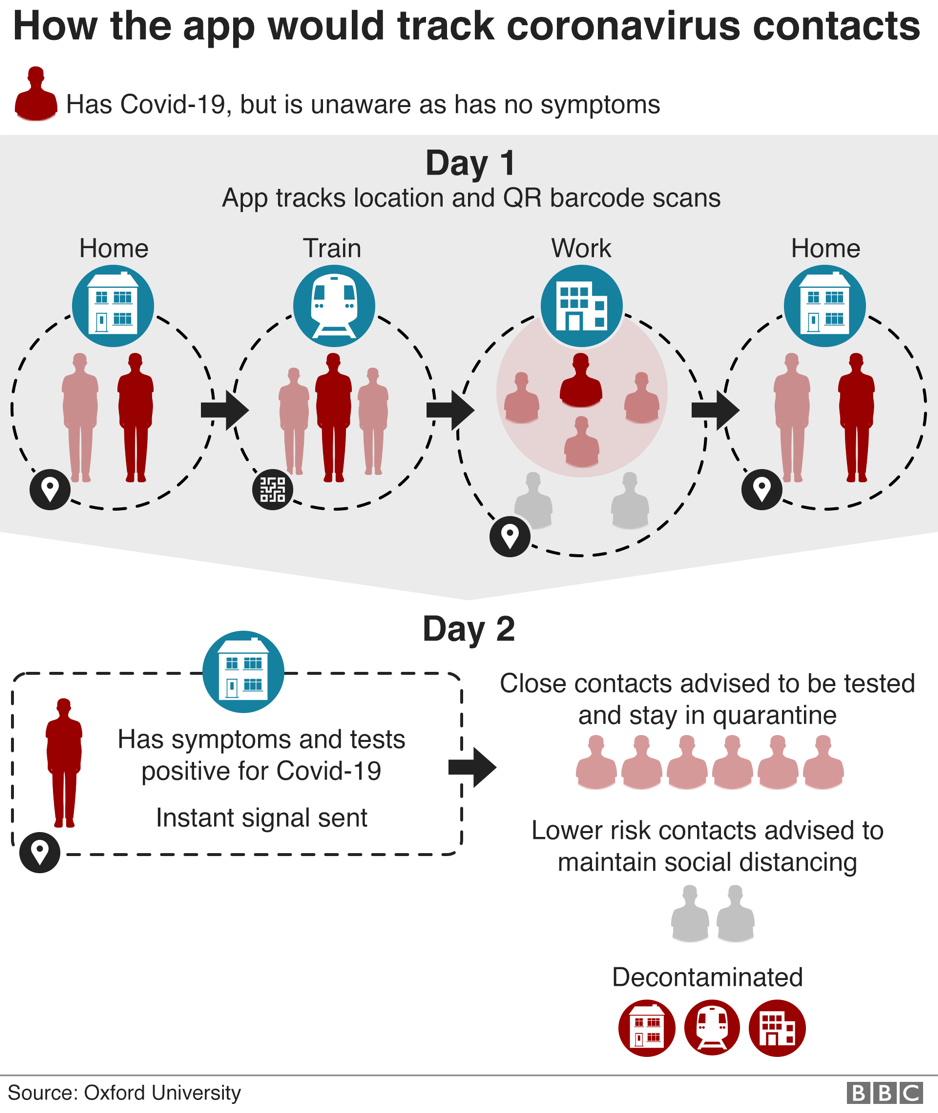 How the app would track coronavirus contacts
Has Covid-19, but is unaware as has no symptoms
Day 1
App tracks location and QR barcode scans
Home
Train
Work
Home
Day 2
Has symptoms and tests
positive for Covid-19
Instant signal sent
Close contacts advised to be tested
and stay in quarantine
Lower risk contacts advised to
maintain social distancing
Decontaminated
Source: Oxford University
BBC